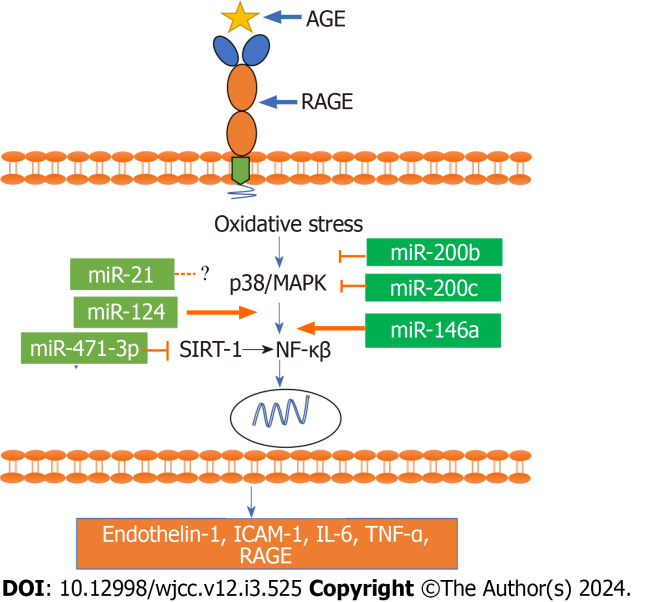 AGE
RAGE
Oxidative stress
miR-200b
miR-21
?
p38/MAPK
miR-200c
miR-124
miR-146a
miR-471-3p
SIRT-1
NF-κβ
Endothelin-1, ICAM-1, IL-6, TNF-α,
RAGE
DOI: 10.12998/wjcc.v12.i3.525 Copyright ©The Author(s) 2024.